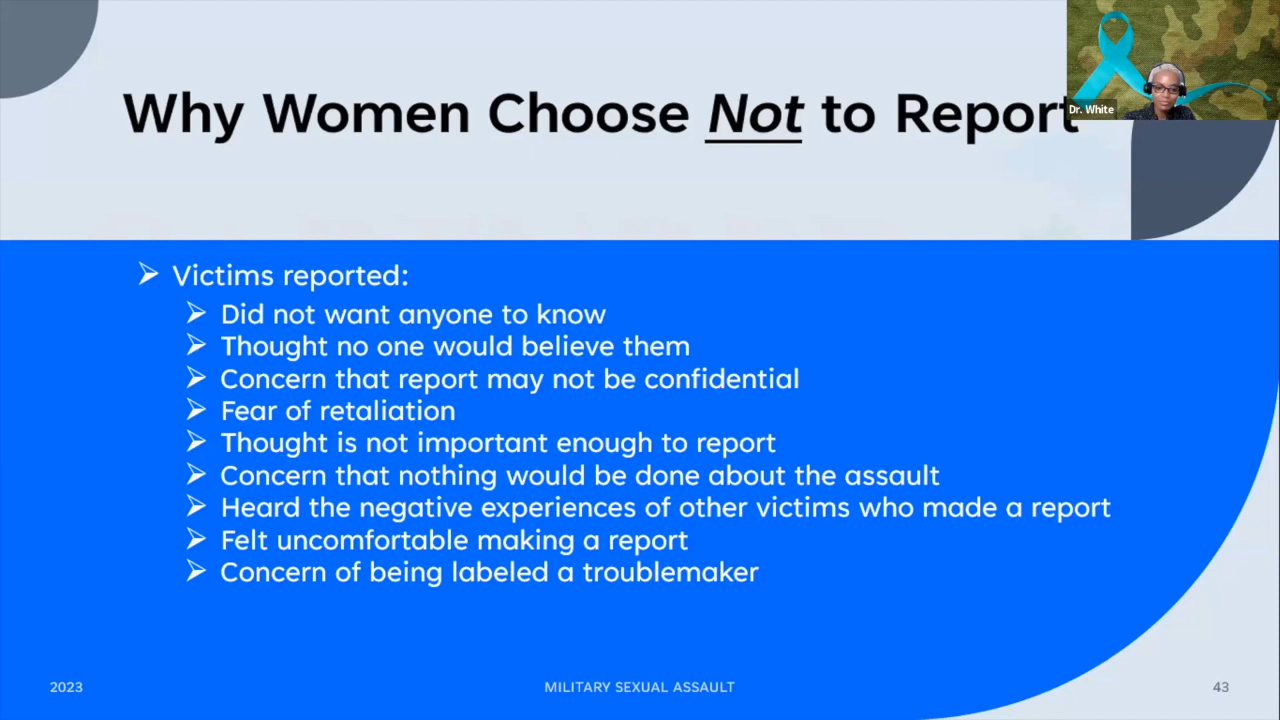 Why Women Choose Not to Report
Dr. White
➢ Victims reported:
➢ Did not want anyone to know
➢ Thought no one would believe them
➢ Concern that report may not be confidential
➢ Fear of retaliation
➢ Thought is not important enough to report
➢ Concern that nothing would be done about the assault
➢ Heard the negative experiences of other victims who made a report
➢ Felt uncomfortable making a report
➢ Concern of being labeled a troublemaker
2023
MILITARY SEXUAL ASSAULT
43